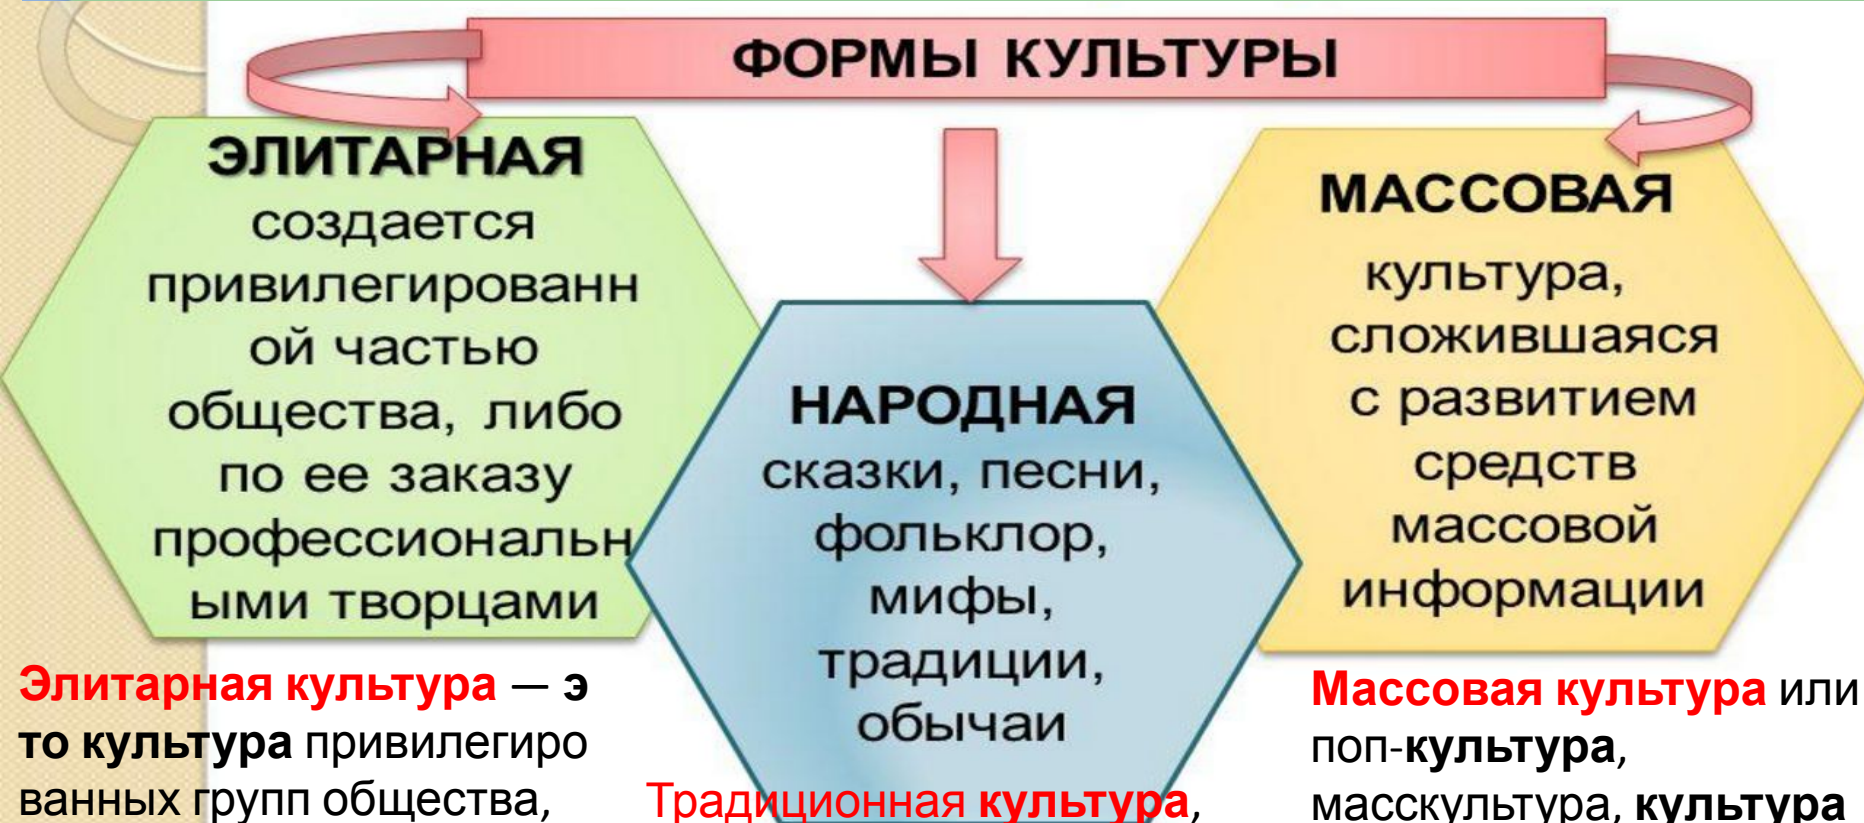 ФОРМЫ КУЛЬТУРЫ
ЭЛИТАРНАЯ
создается
привилегированн
ой частью
общества, либо
по ее заказу
профессиональн
ыми творцами
НАРОДНАЯ
сказки, песни,
фольклор,
мифы,
традиции,
обычаи
МАССОВАЯ
культура,
сложившаяся
с развитием
средств
массовой
информации
Элитарная культура — э
то культура привилегиро
ванных групп общества,
Традиционная культура,
Массовая культура или
поп-культура,
масскультура, культура